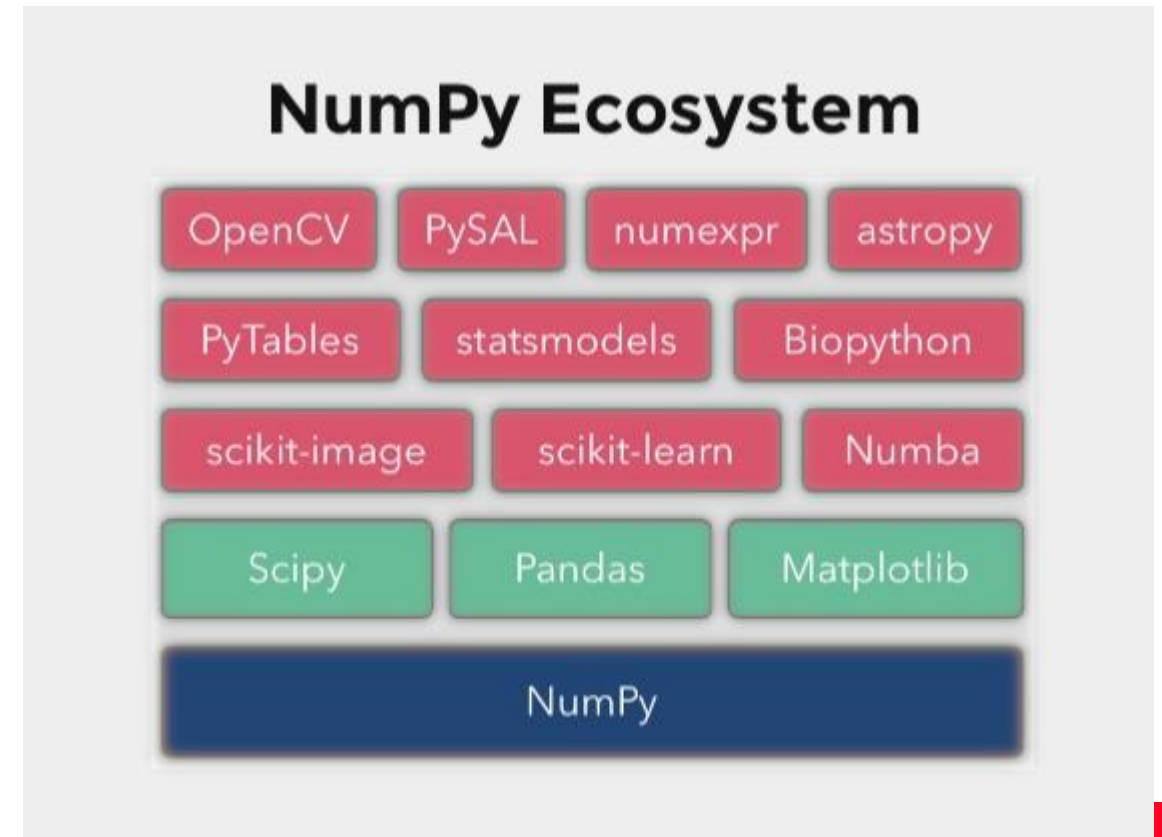 NumPy Ecosystem
OpenCV PySAL numexpr astropy
PyTables statsmodels Biopython
scikit-image scikit-learn Numba
Scipy Pandas Matplotlib
NumPy